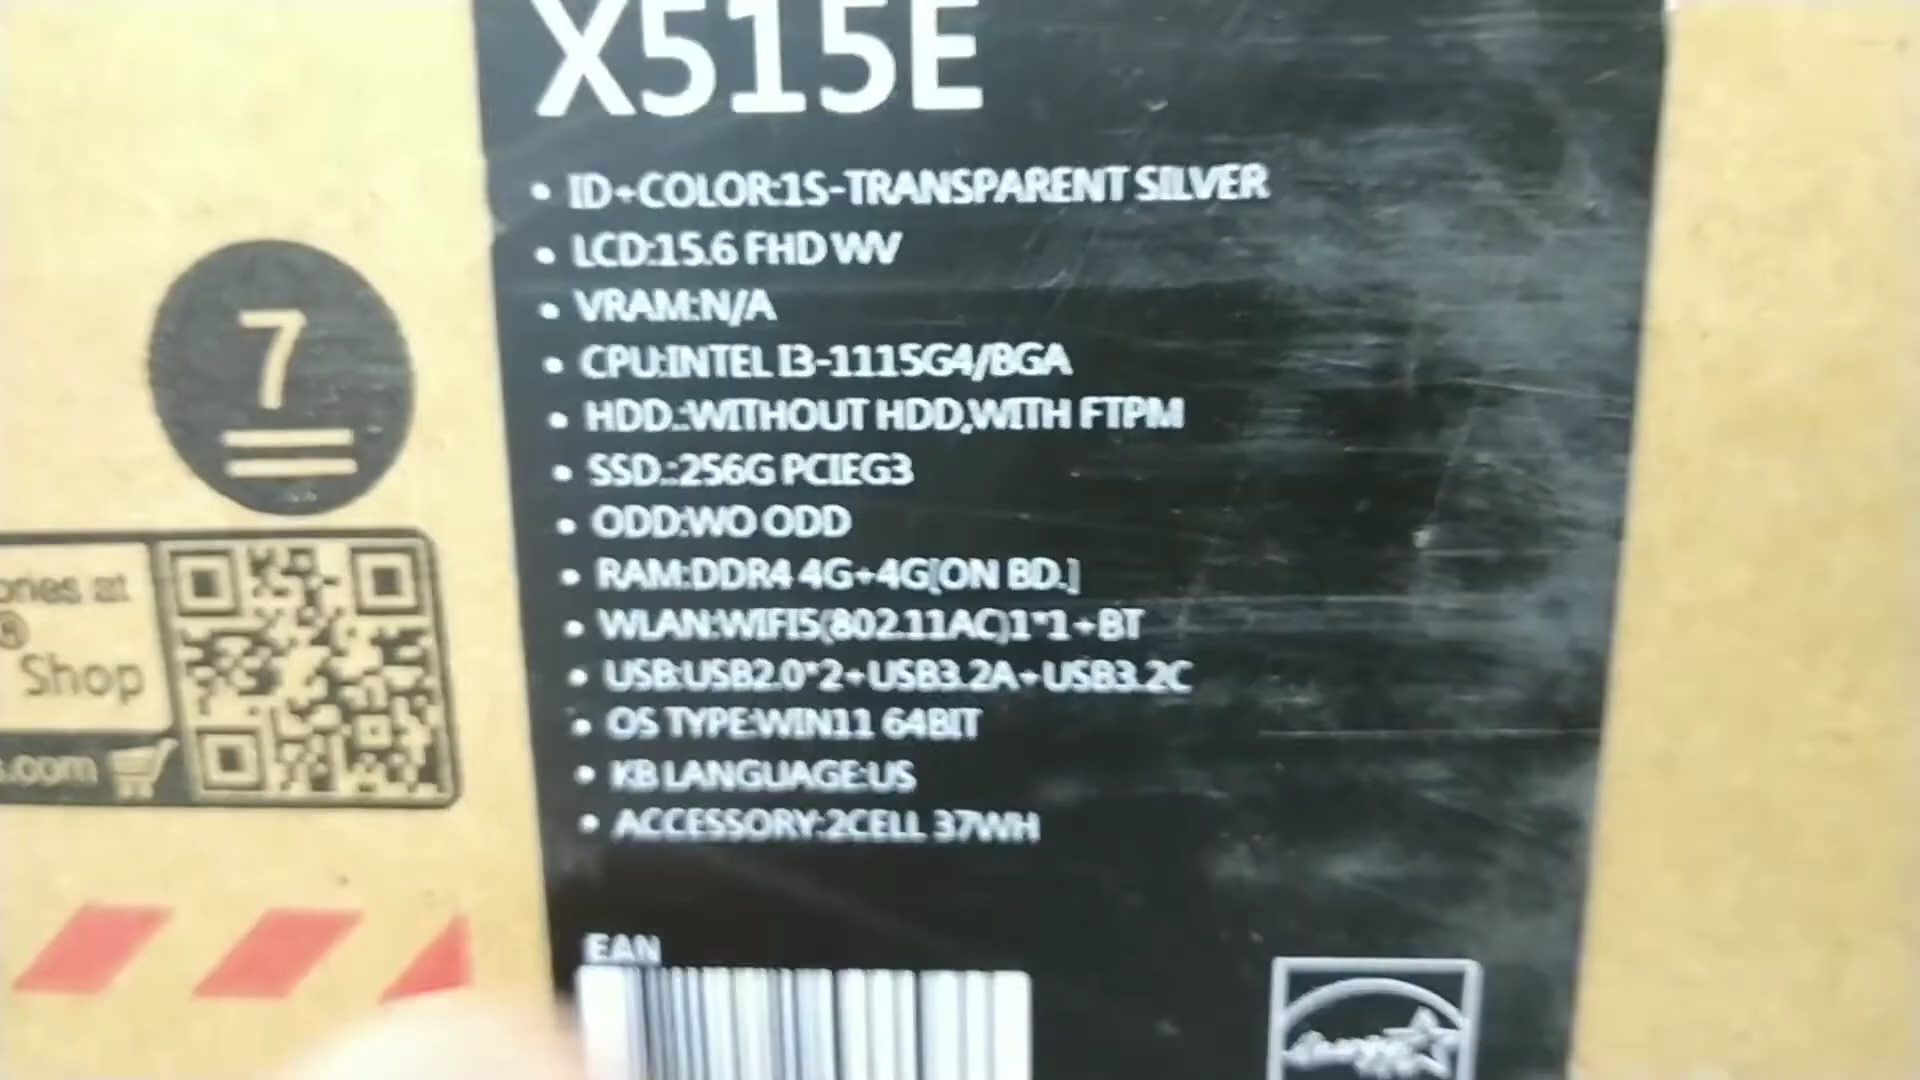 X515E
• ID+COLOR:1S-TRANSPARENT SILVER
• LCD:15.6 FHD WV
• VRAM:N/A
• CPU:INTEL I3-1115G4/BGA
• HDD.:WITHOUT HDD,WITH FTPM
• SSD.:256G PCIEG3
• ODD:WO ODD
• RAM:DDR4 4G+4G[ON BD.]
• WLAN:WIFI5(802.11AC)1*1+BT
• USB:USB2.0*2+USB3.2A+USB3.2C
• OS TYPE:WIN11 64BIT
• KB LANGUAGE:US
• ACCESSORY:2CELL 37WH
EAN
7
at
®
Shop
.com
energy